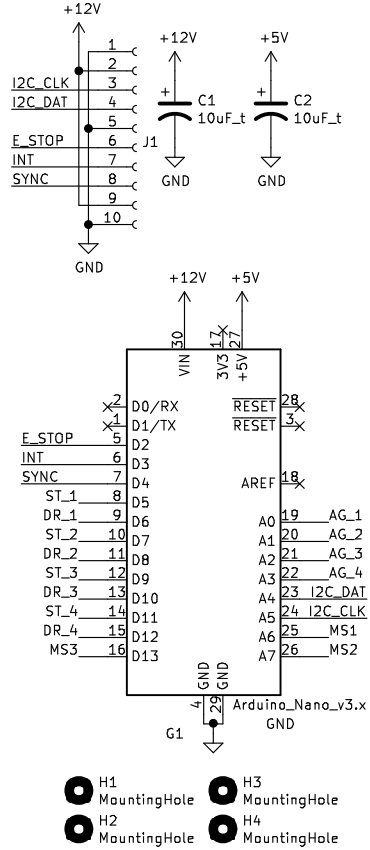 +12V
1
2
I2C_CLK 3
I2C_DAT 4
5
E_STOP 6 J1
INT 7
SYNC 8
9
10
GND
+12V
C1
10uF_t
GND
+5V
C2
10uF_t
GND
+12V +5V
30 17 27
VIN 3V3 +5V
2 D0/RX RESET 28
1 D1/TX RESET 3
E_STOP 5 D2
INT 6 D3
SYNC 7 D4 AREF 18
ST_1 8 D5
DR_1 9 D6 A0 19 AG_1
ST_2 10 D7 A1 20 AG_2
DR_2 11 D8 A2 21 AG_3
ST_3 12 D9 A3 22 AG_4
DR_3 13 D10 A4 23 I2C_DAT
ST_4 14 D11 A5 24 I2C_CLK
DR_4 15 D12 A6 25 MS1
MS3 16 D13 A7 26 MS2
GND GND
4 29
Arduino_Nano_v3.x
G1 GND
H1
MountingHole
H3
MountingHole
H2
MountingHole
H4
MountingHole